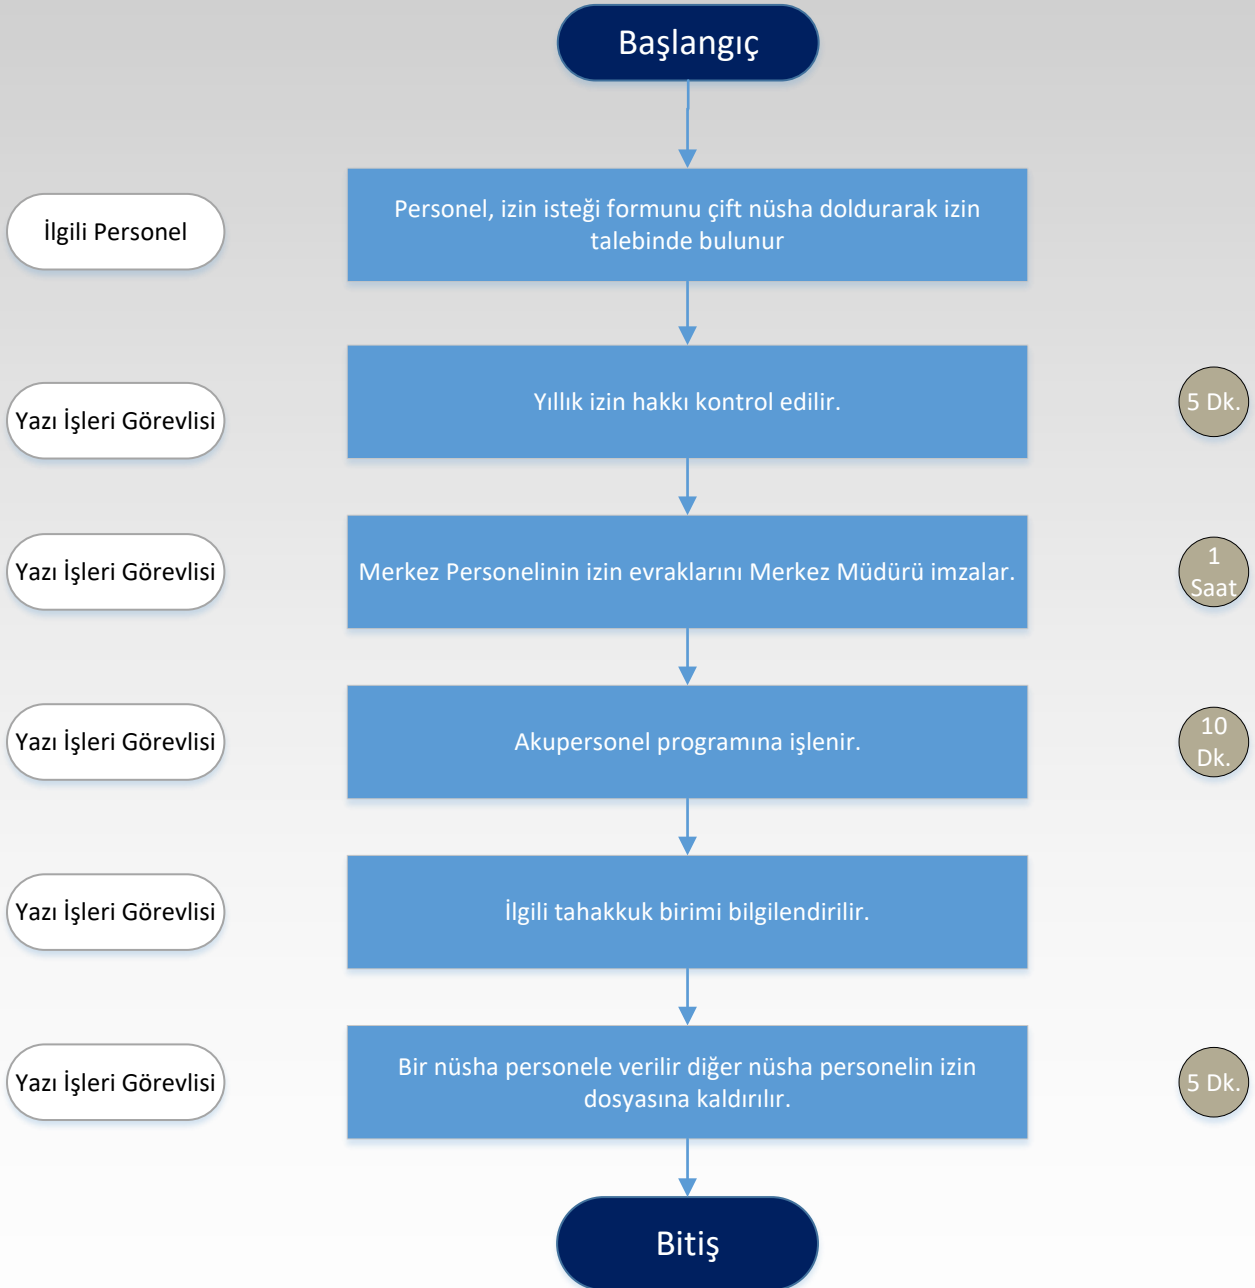 Başlangıç
İlgili Personel
Personel, izin isteği formunu çift nüsha doldurarak izin
talebinde bulunur
Yazı İşleri Görevlisi
Yıllık izin hakkı kontrol edilir.
5 Dk.
Yazı İşleri Görevlisi
Merkez Personelinin izin evraklarını Merkez Müdürü imzalar.
1
Saat
Yazı İşleri Görevlisi
Akupersonel programına işlenir.
10
Dk.
Yazı İşleri Görevlisi
İlgili tahakkuk birimi bilgilendirilir.
Yazı İşleri Görevlisi
Bir nüsha personele verilir diğer nüsha personelin izin
dosyasına kaldırılır.
5 Dk.
Bitiş